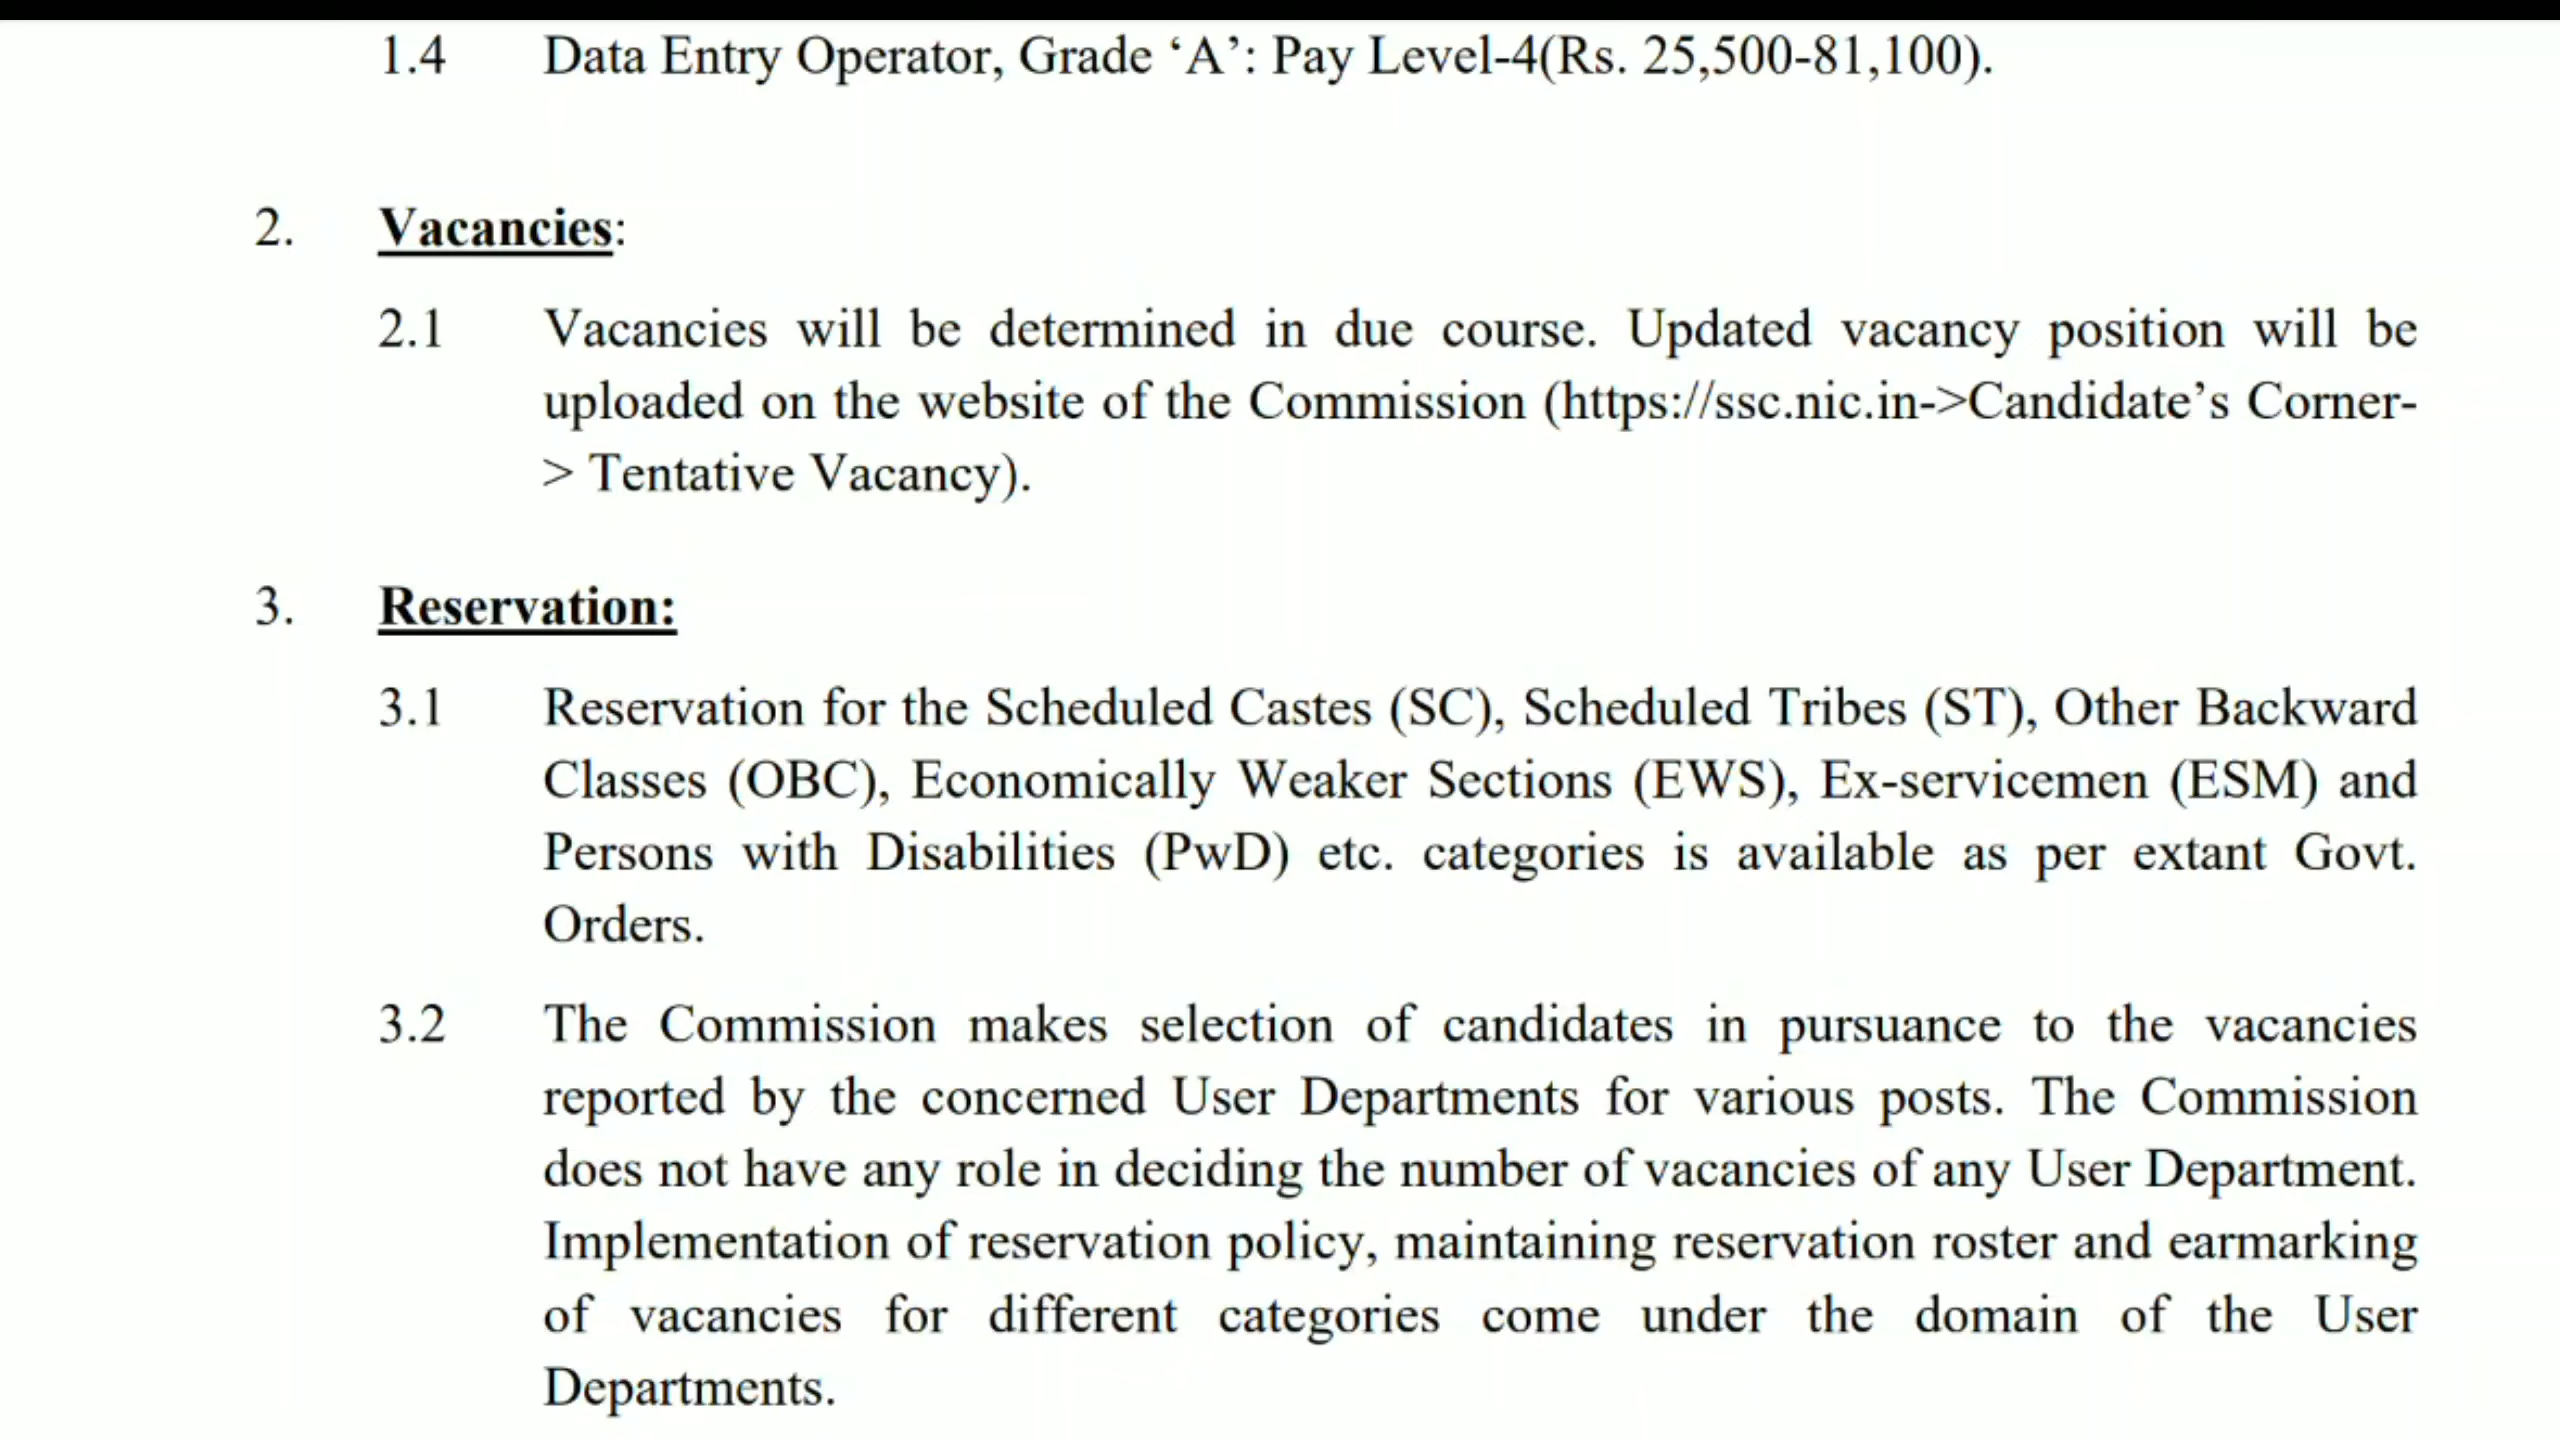 1.4 Data Entry Operator, Grade ‘A’: Pay Level-4(Rs. 25,500-81,100).
2. Vacancies:
2.1 Vacancies will be determined in due course. Updated vacancy position will be
uploaded on the website of the Commission (https://ssc.nic.in->Candidate’s Corner-
> Tentative Vacancy).
3. Reservation:
3.1 Reservation for the Scheduled Castes (SC), Scheduled Tribes (ST), Other Backward
Classes (OBC), Economically Weaker Sections (EWS), Ex-servicemen (ESM) and
Persons with Disabilities (PwD) etc. categories is available as per extant Govt.
Orders.
3.2 The Commission makes selection of candidates in pursuance to the vacancies
reported by the concerned User Departments for various posts. The Commission
does not have any role in deciding the number of vacancies of any User Department.
Implementation of reservation policy, maintaining reservation roster and earmarking
of vacancies for different categories come under the domain of the User
Departments.